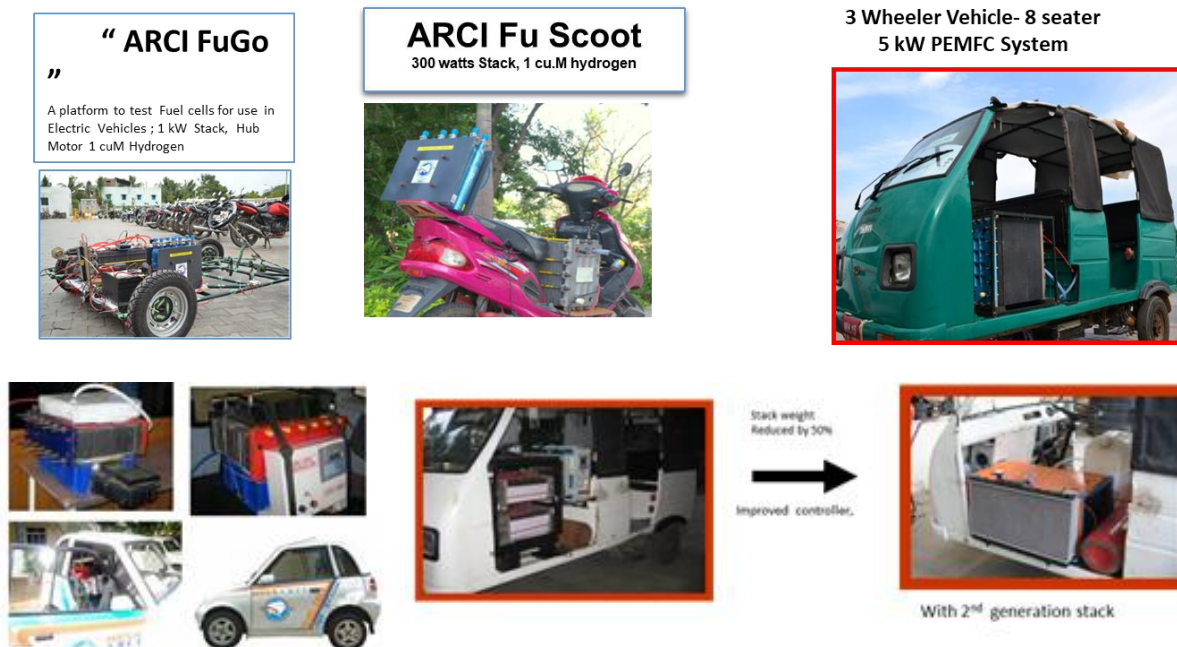 “ ARCI FuGo
”
A platform to test Fuel cells for use in
Electric Vehicles ; 1 kW Stack, Hub
Motor 1 cuM Hydrogen
ARCI Fu Scoot
300 watts Stack, 1 cu.M hydrogen
3 Wheeler Vehicle- 8 seater
5 kW PEMFC System
Stack weight
Reduced by 50%
Improved controller,
With 2nd generation stack